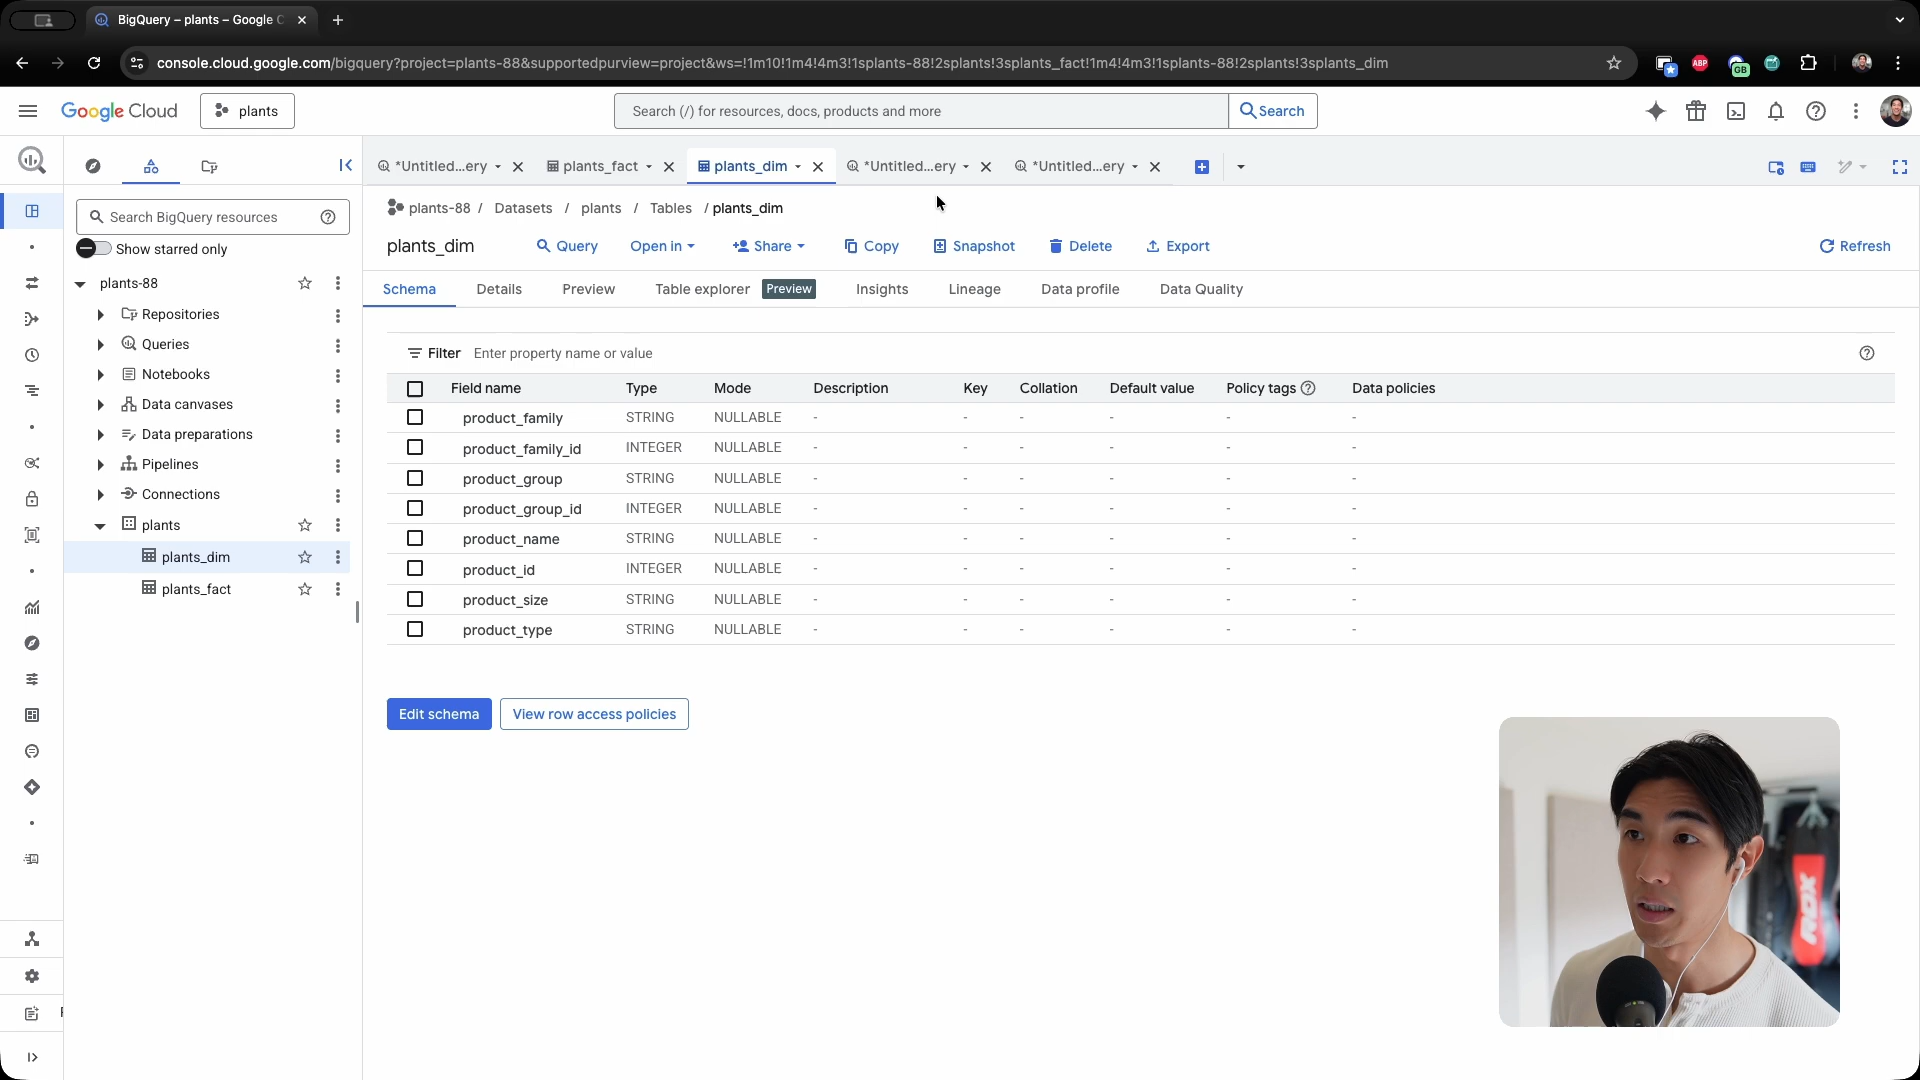 BigQuery – plants – Google C
console.cloud.google.com/bigquery?project=plants-88&supportedpurview=project&ws=!1m10!1m4!4m3!1splants-88!2splants!3splants_fact!1m4!4m3!1splants-88!2splants!3splants_dim
ABP
GB
Google Cloud
plants
Search (/) for resources, docs, products and more
Search
*Untitled...ery
plants_fact
plants_dim
*Untitled...ery
*Untitled...ery
Search BigQuery resources
Show starred only
plants-88
Repositories
Queries
Notebooks
Data canvases
Data preparations
Pipelines
Connections
plants
plants_dim
plants_fact
plants-88 / Datasets / plants / Tables / plants_dim
plants_dim
Query
Open in
Share
Copy
Snapshot
Delete
Export
Refresh
Schema
Details
Preview
Table explorer Preview
Insights
Lineage
Data profile
Data Quality
Filter Enter property name or value
Field name Type Mode Description Key Collation Default value Policy tags Data policies
product_family STRING NULLABLE - - - - - -
product_family_id INTEGER NULLABLE - - - - - -
product_group STRING NULLABLE - - - - - -
product_group_id INTEGER NULLABLE - - - - - -
product_name STRING NULLABLE - - - - - -
product_id INTEGER NULLABLE - - - - - -
product_size STRING NULLABLE - - - - - -
product_type STRING NULLABLE - - - - - -
Edit schema
View row access policies
RDX